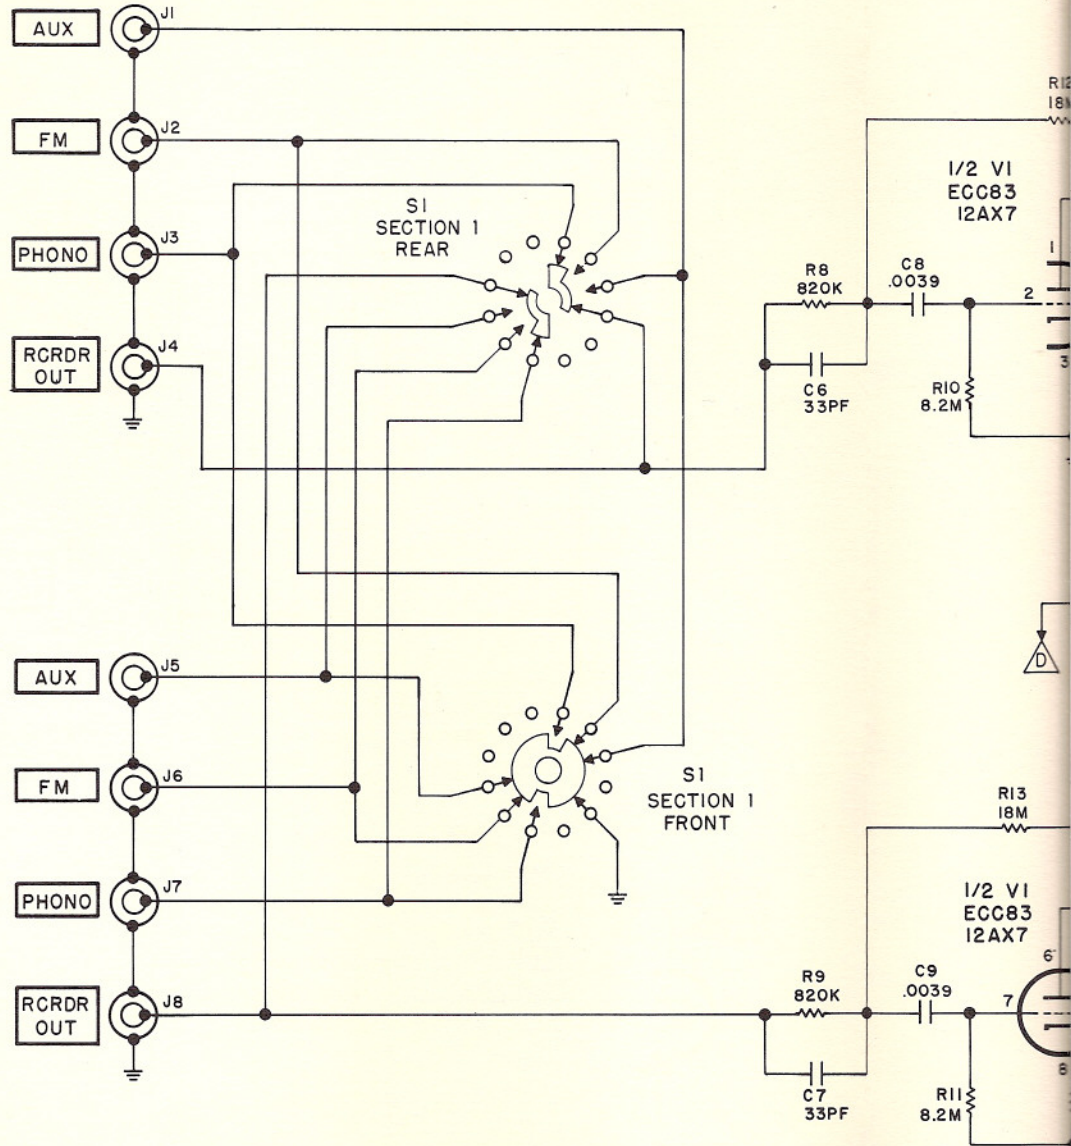 AUX
J1
FM
J2
PHONO
J3
RCRDR
OUT
J4
S1
SECTION 1
REAR
R8
820K
C6
33PF
C8
.0039
R10
8.2M
R12
1/2 V1
ECC83
12AX7
1
2
3
D
AUX
J5
FM
J6
PHONO
J7
RCRDR
OUT
J8
S1
SECTION 1
FRONT
R13
18M
1/2 V1
ECC83
12AX7
6
7
8
R9
820K
C7
33PF
C9
.0039
R11
8.2M